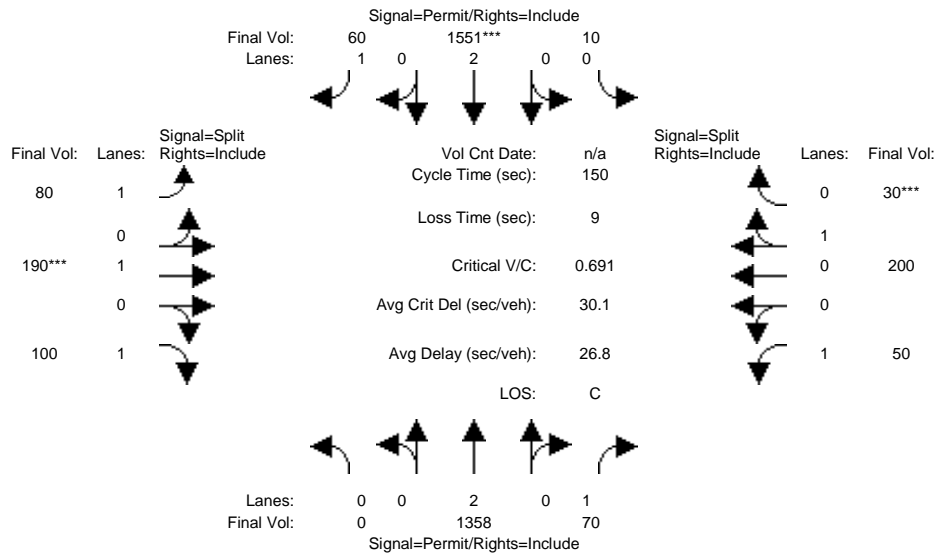 Signal=Permit/Rights=Include
Final Vol: 60 1551*** 10
Lanes: 1 0 2 0 0
Signal=Split
Final Vol: Lanes: Rights=Include
Vol Cnt Date: n/a
Signal=Split
Rights=Include Lanes: Final Vol:
Cycle Time (sec): 150
80 1
0 30***
Loss Time (sec): 9
0
1
190*** 1
Critical V/C: 0.691
0 200
0
Avg Crit Del (sec/veh): 30.1
0
100 1
Avg Delay (sec/veh): 26.8
1 50
LOS: C
Lanes: 0 0 2 0 1
Final Vol: 0 1358 70
Signal=Permit/Rights=Include